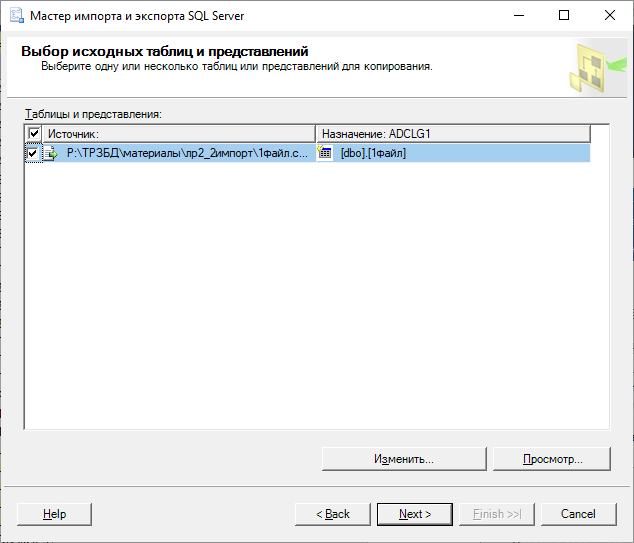 Мастер импорта и экспорта SQL Server
Выбор исходных таблиц и представлений
Выберите одну или несколько таблиц или представлений для копирования.
Таблицы и представления:
Источник: Назначение: ADCLG1
P:\ТРЗБД\материалы\лр2_2импорт\1файл.c... [dbo].[1файл]
Изменить... Просмотр...
Help < Back Next > Finish >>| Cancel